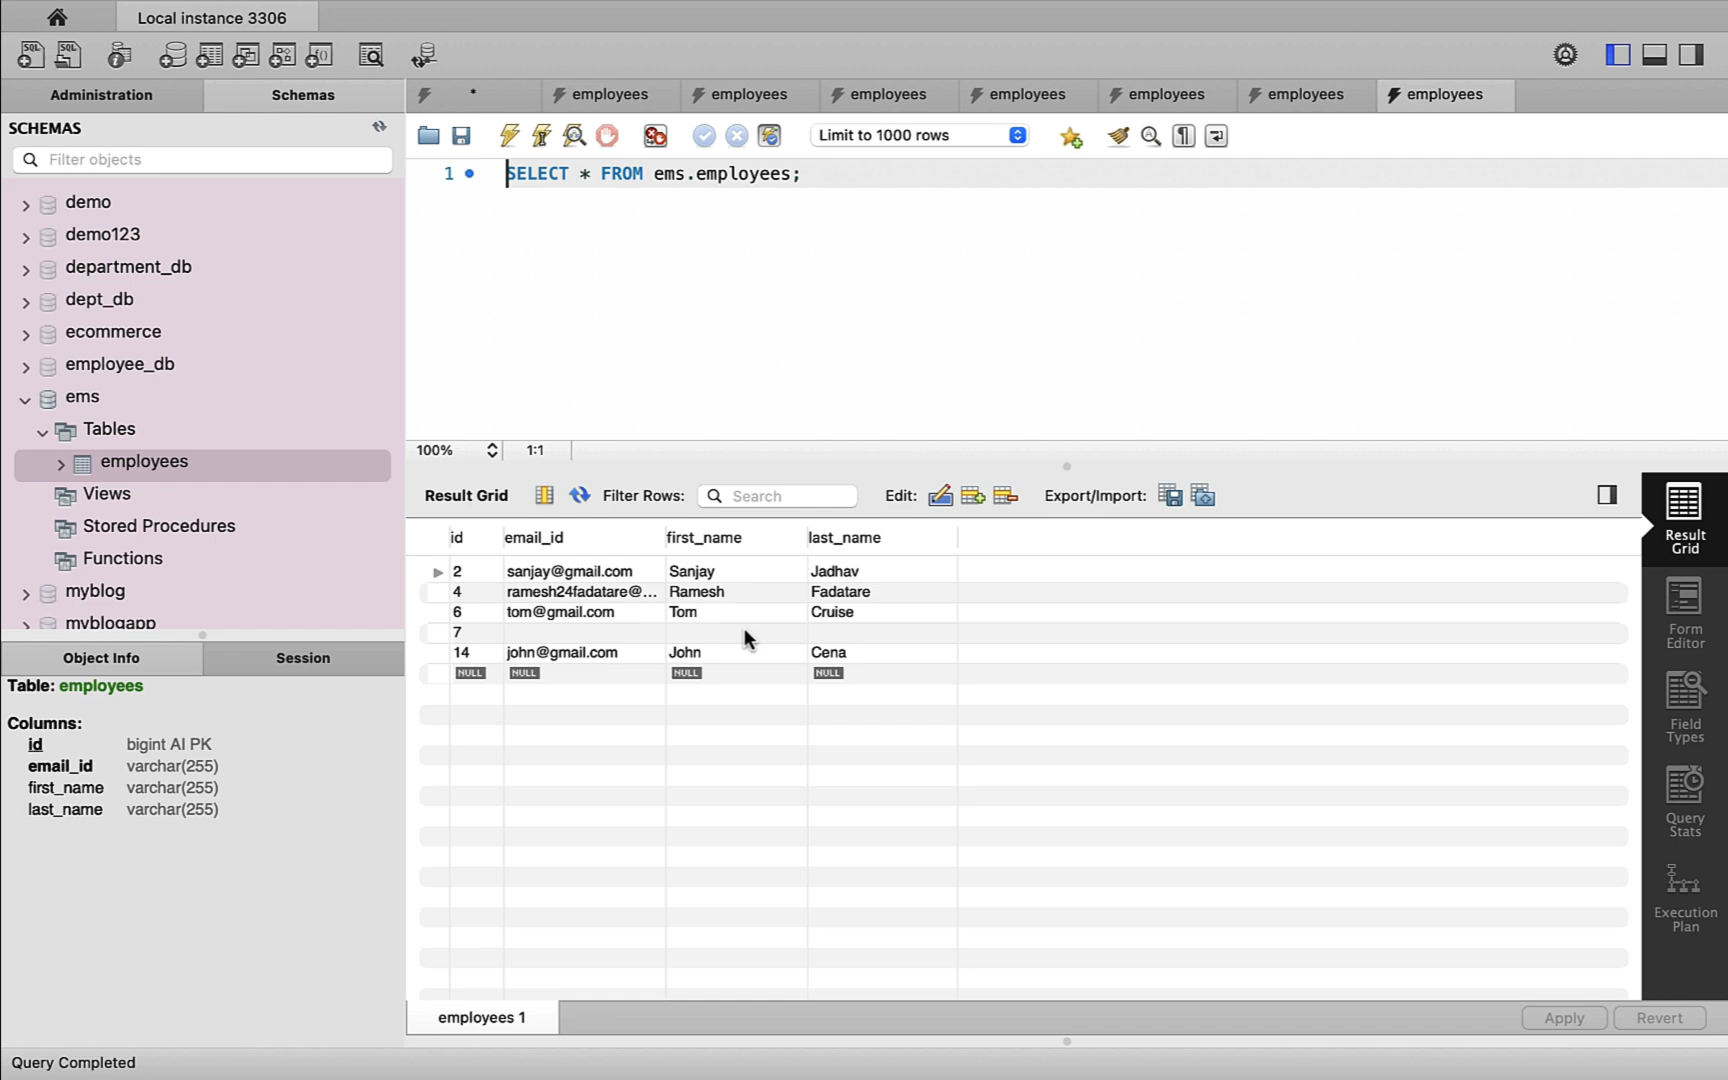 Local instance 3306
SQL SQL
Administration Schemas * employees employees employees employees employees employees employees
SCHEMAS
Filter objects
Limit to 1000 rows
1 SELECT * FROM ems.employees;
demo
demo123
department_db
dept_db
ecommerce
employee_db
ems
Tables
employees
Views
Stored Procedures
Functions
myblog
myblogapp
100% 1:1
Result Grid Filter Rows: Search Edit: Export/Import:
id email_id first_name last_name
2 sanjay@gmail.com Sanjay Jadhav
4 ramesh24fadatare@... Ramesh Fadatare
6 tom@gmail.com Tom Cruise
7
14 john@gmail.com John Cena
NULL NULL NULL NULL
Result
Grid
Form
Editor
Field
Types
Query
Stats
Execution
Plan
Object Info Session
Table: employees
Columns:
id bigint AI PK
email_id varchar(255)
first_name varchar(255)
last_name varchar(255)
employees 1
Apply Revert
Query Completed